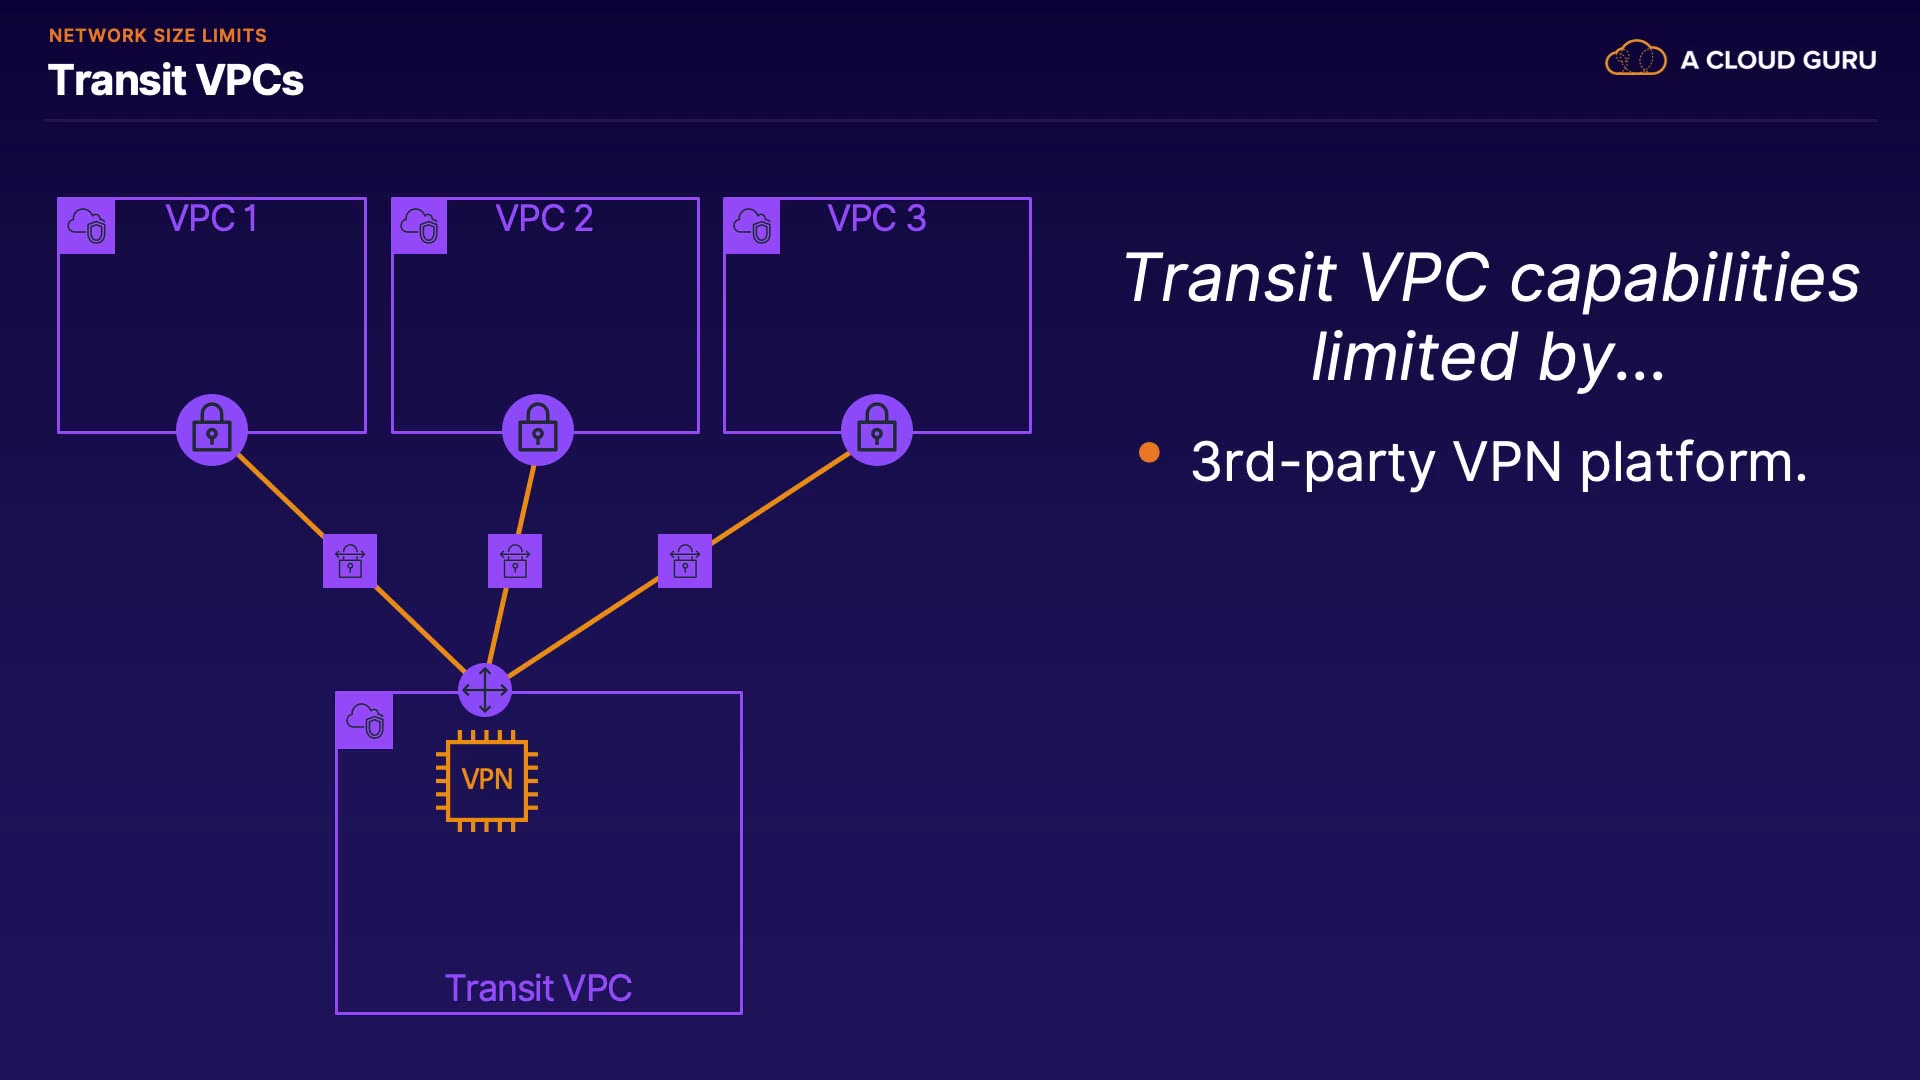 NETWORK SIZE LIMITS
Transit VPCs
A CLOUD GURU
VPC 1
VPC 2
VPC 3
Transit VPC capabilities
limited by...
3rd-party VPN platform.
VPN
Transit VPC